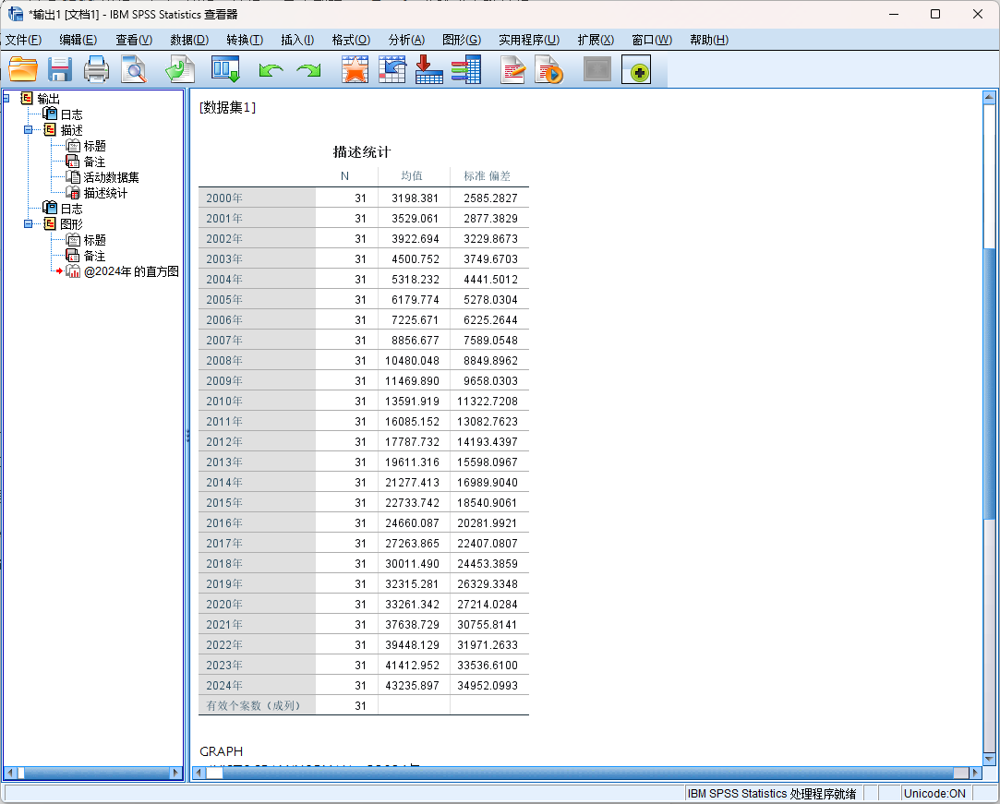 *输出1 [文档1] - IBM SPSS Statistics 查看器
文件(F) 编辑(E) 查看(V) 数据(D) 转换(T) 插入(I) 格式(O) 分析(A) 图形(G) 实用程序(U) 扩展(X) 窗口(W) 帮助(H)
输出
日志
描述
标题
备注
活动数据集
描述统计
日志
图形
标题
备注
@2024年 的直方图
[数据集1]
描述统计
N 均值 标准 偏差
2000年 31 3198.381 2585.2827
2001年 31 3529.061 2877.3829
2002年 31 3922.694 3229.8673
2003年 31 4500.752 3749.6703
2004年 31 5318.232 4441.5012
2005年 31 6179.774 5278.0304
2006年 31 7225.671 6225.2644
2007年 31 8856.677 7589.0548
2008年 31 10480.048 8849.8962
2009年 31 11469.890 9658.0303
2010年 31 13591.919 11322.7208
2011年 31 16085.152 13082.7623
2012年 31 17787.732 14193.4397
2013年 31 19611.316 15598.0967
2014年 31 21277.413 16989.9040
2015年 31 22733.742 18540.9061
2016年 31 24660.087 20281.9921
2017年 31 27263.865 22407.0807
2018年 31 30011.490 24453.3859
2019年 31 32315.281 26329.3348
2020年 31 33261.342 27214.0284
2021年 31 37638.729 30755.8141
2022年 31 39448.129 31971.2633
2023年 31 41412.952 33536.6100
2024年 31 43235.897 34952.0993
有效个案数（成列） 31
GRAPH
IBM SPSS Statistics 处理程序就绪
Unicode:ON